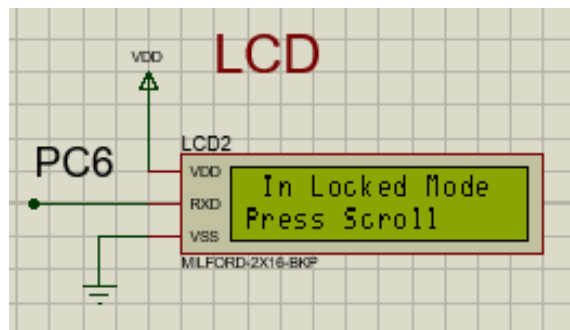 LCD
VDD
LCD2
PC6
VDD
In Locked Mode
RXD
Press Scroll
VSS
MILFORD-2X16-BKP